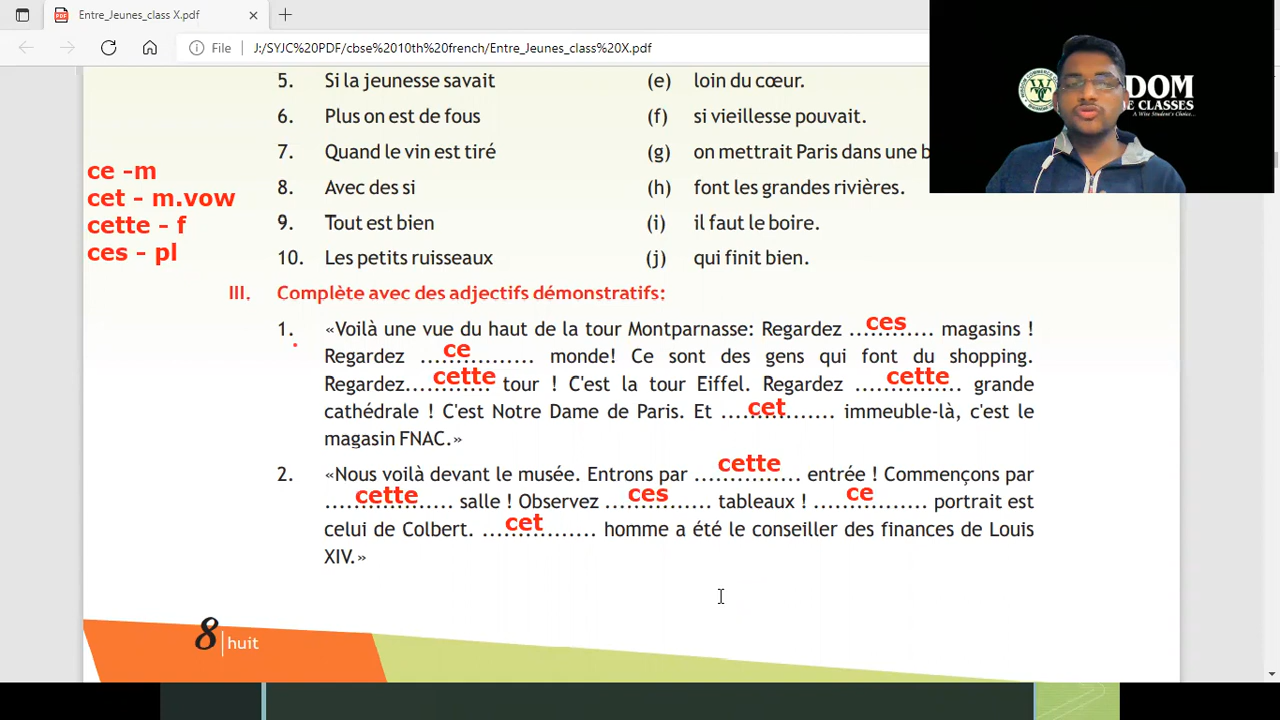 Entre_Jeunes_class X.pdf
File J:/SYJC%20PDF/cbse%2010th%20french/Entre_Jeunes_class%20X.pdf
DOM
E CLASSES
A Wise Student's Choice...
5. Si la jeunesse savait (e) loin du cœur.
6. Plus on est de fous (f) si vieillesse pouvait.
7. Quand le vin est tiré (g) on mettrait Paris dans une b
8. Avec des si (h) font les grandes rivières.
9. Tout est bien (i) il faut le boire.
10. Les petits ruisseaux (j) qui finit bien.
ce -m
cet - m.vow
cette - f
ces - pl
III. Complète avec des adjectifs démonstratifs:
1. «Voilà une vue du haut de la tour Montparnasse: Regardez ces magasins !
Regardez ce monde! Ce sont des gens qui font du shopping.
Regardez cette tour ! C'est la tour Eiffel. Regardez cette grande
cathédrale ! C'est Notre Dame de Paris. Et cet immeuble-là, c'est le
magasin FNAC.»
2. «Nous voilà devant le musée. Entrons par cette entrée ! Commençons par
cette salle ! Observez ces tableaux ! ce portrait est
celui de Colbert. cet homme a été le conseiller des finances de Louis
XIV.»
8 huit